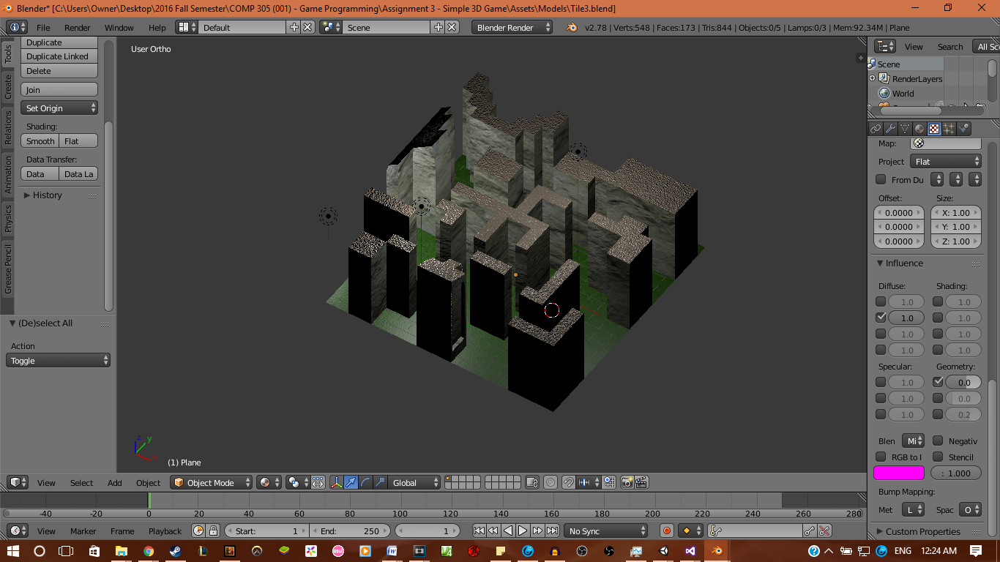 Blender* [C:\Users\Owner\Desktop\2016 Fall Semester\COMP 305 (001) - Game Programming\Assignment 3 - Simple 3D Game\Assets\Models\Tile3.blend]
File Render Window Help Default Scene Blender Render v2.78 | Verts:548 | Faces:173 | Tris:844 | Objects:0/5 | Lamps:0/3 | Mem:92.34M | Plane
Tools
Create
Relations
Animation
Physics
Grease Pencil
Duplicate
Duplicate Linked
Delete
Join
Set Origin
Shading:
Smooth Flat
Data Transfer:
Data Data La
History
(De)select All
Action
Toggle
User Ortho
z
y
x
(1) Plane
View Search All Sc
Scene
RenderLayers
World
Map:
Project Flat
From Du
Offset: Size:
0.0000 X: 1.00
0.0000 Y: 1.00
0.0000 Z: 1.00
Influence
Diffuse: Shading:
1.0 1.0
1.0 1.0
1.0 1.0
1.0 1.0
Specular: Geometry:
1.0 0.0
1.0 0.0
1.0 0.2
Blen Mi Negativ
RGB to I Stencil
: 1.000
Bump Mapping:
Met L Spac O
Custom Properties
View Select Add Object Object Mode Global
-40 -20 0 20 40 60 80 100 120 140 160 180 200 220 240 260 280
View Marker Frame Playback Start: 1 End: 250 1 No Sync
ENG 12:24 AM